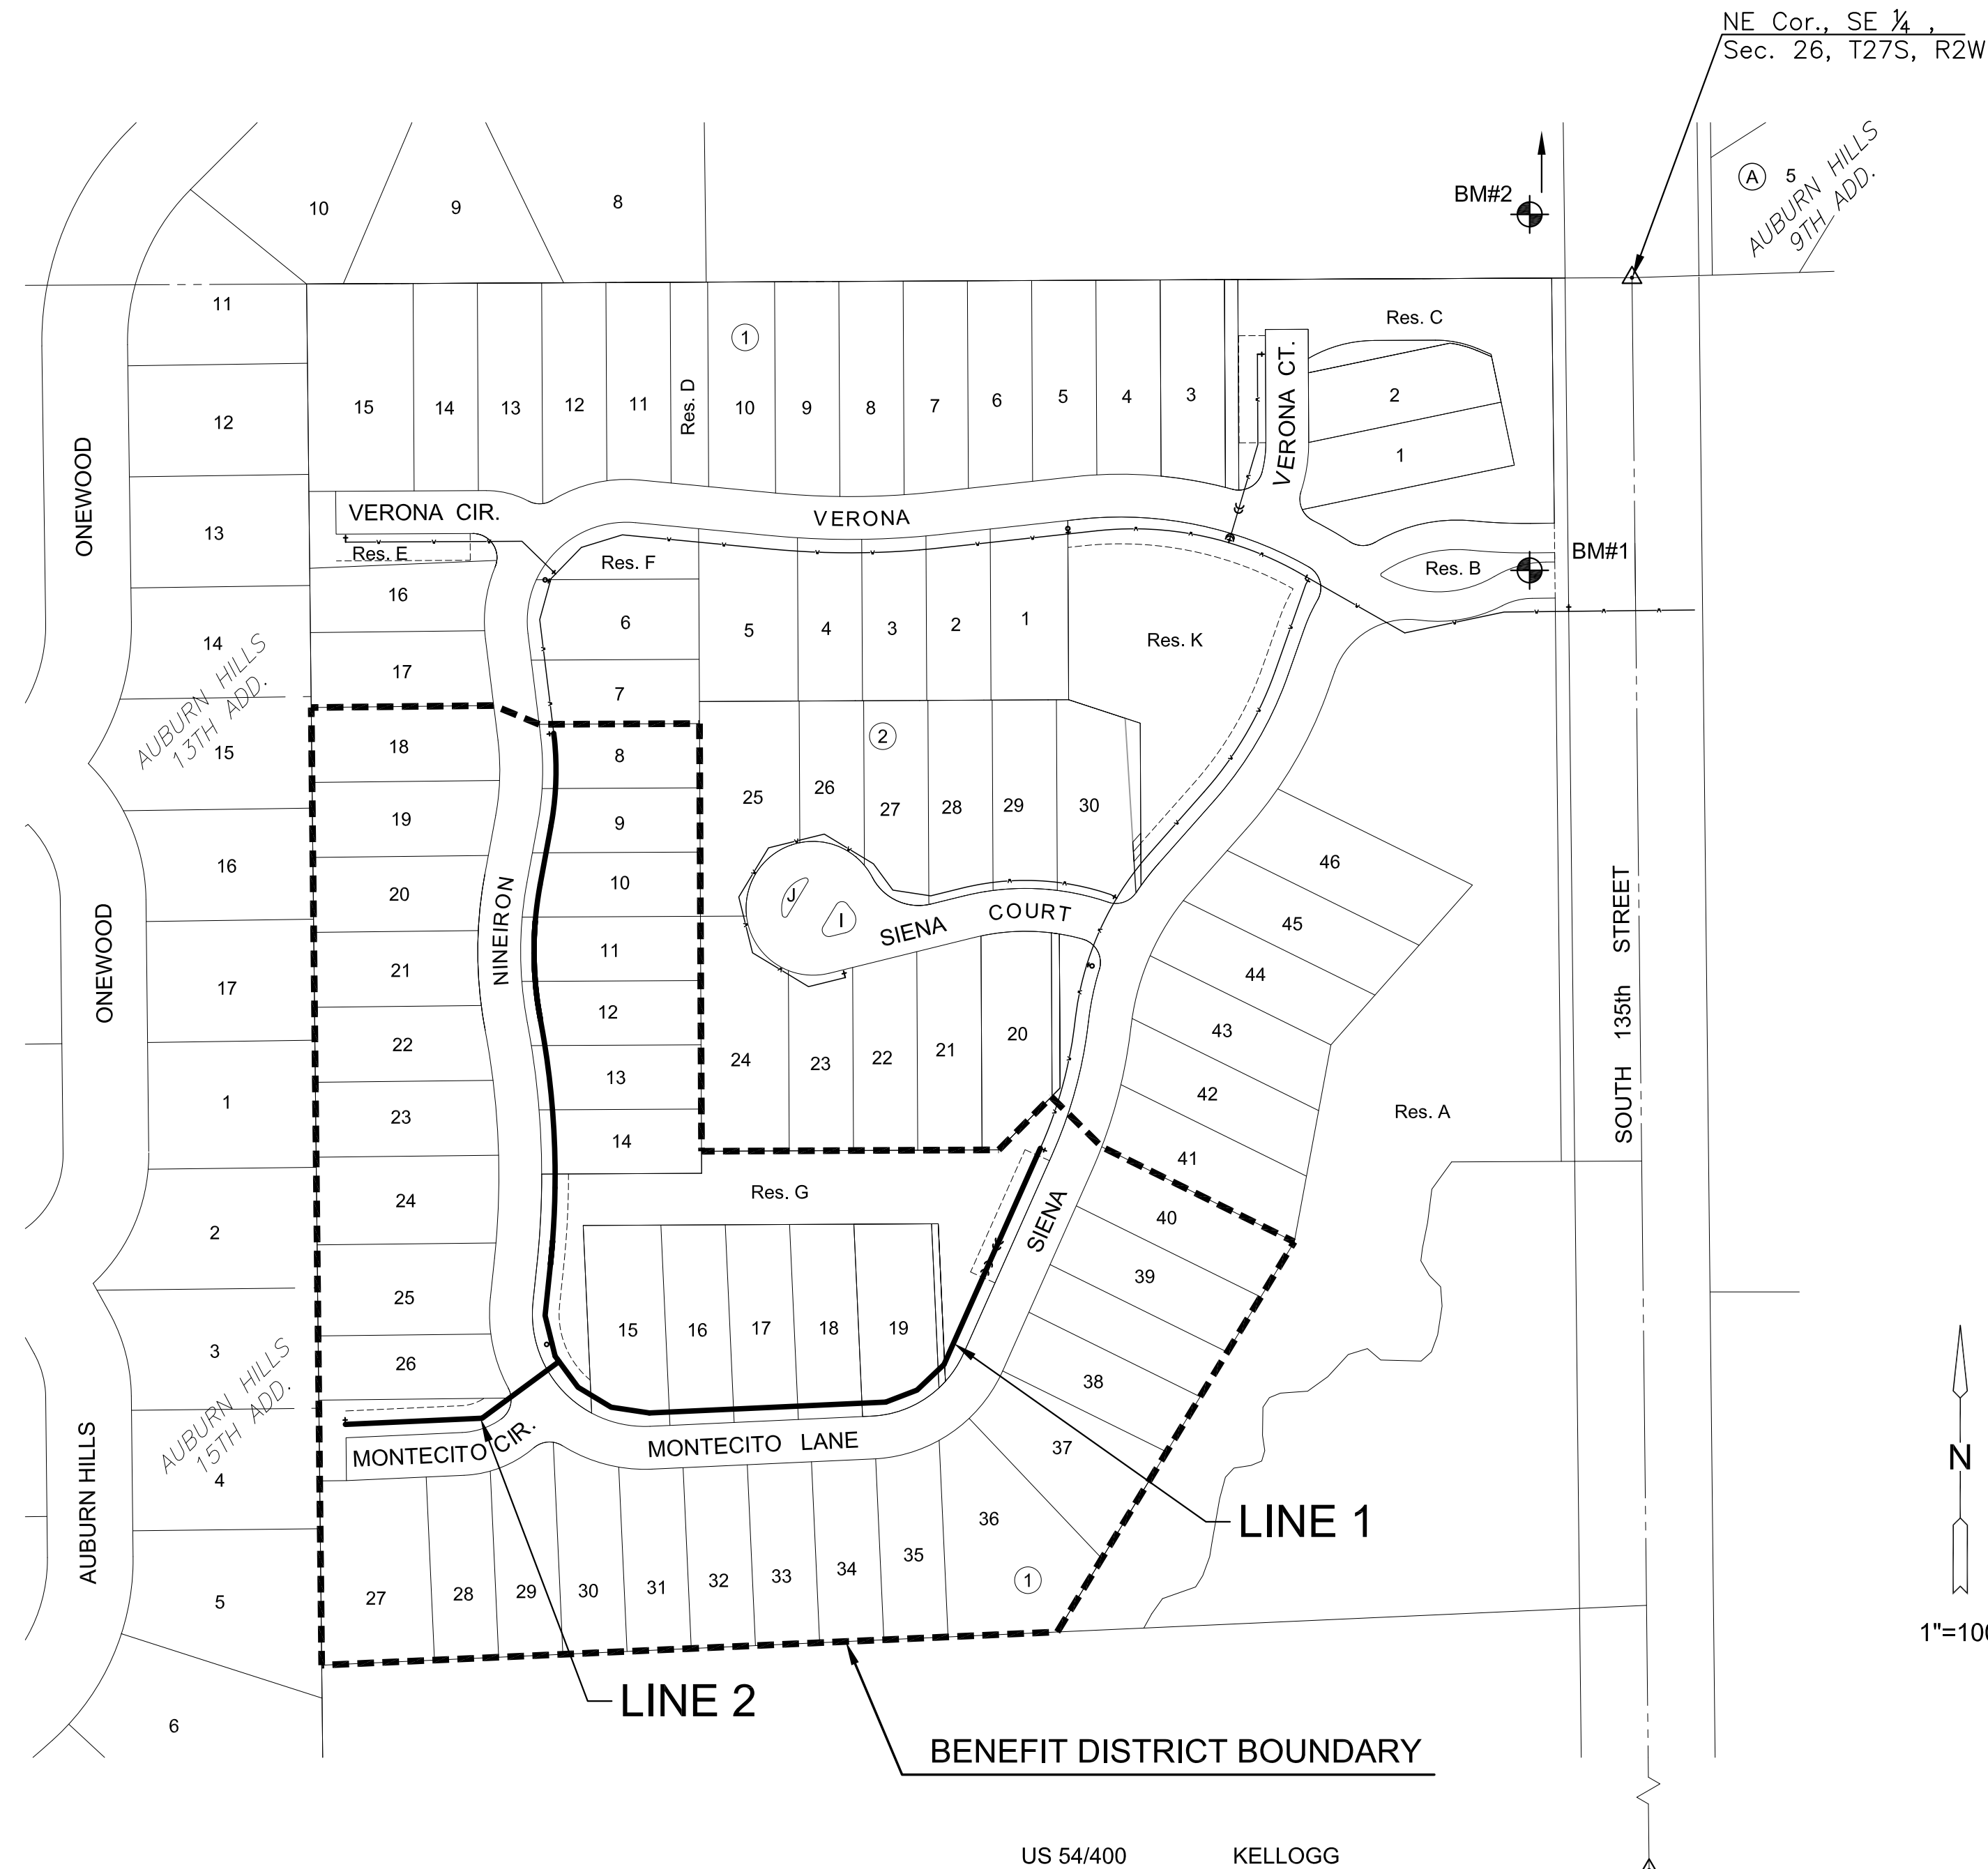 NE Cor., SE ¼ ,
Sec. 26, T27S, R2W
A
5
AUBURN HILLS
9TH ADD.
BM#2
10
9
8
11
12
13
14
15
16
17
1
2
3
4
5
6
ONEWOOD
ONEWOOD
AUBURN HILLS
AUBURN HILLS
13TH ADD.
AUBURN HILLS
15TH ADD.
1
15
14
13
12
11
Res. D
10
9
8
7
6
5
4
3
VERONA CT.
Res. C
2
1
VERONA CIR.
VERONA
Res. E
Res. F
Res. B
BM#1
Res. K
16
17
18
19
20
21
22
23
24
25
26
NINEIRON
6
7
8
9
10
11
12
13
14
5
4
3
2
1
2
25
26
27
28
29
30
J
I
SIENA COURT
24
23
22
21
20
46
45
44
43
42
41
40
39
38
37
36
1
Res. A
SOUTH 135th STREET
Res. G
SIENA
15
16
17
18
19
MONTECITO CIR.
MONTECITO LANE
27
28
29
30
31
32
33
34
35
LINE 1
LINE 2
BENEFIT DISTRICT BOUNDARY
N
US 54/400
KELLOGG